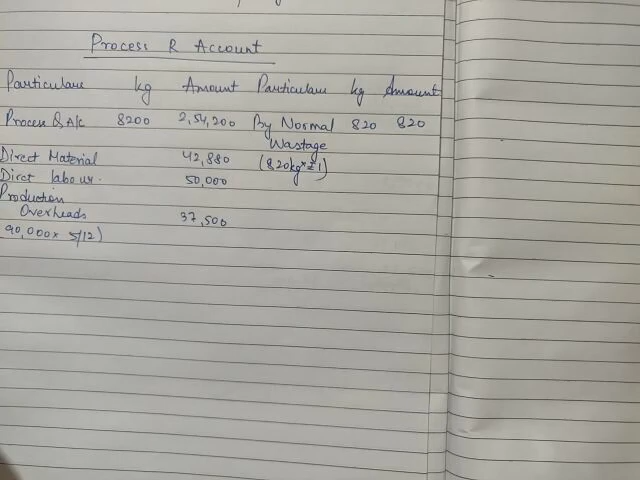 Process R Account
Particulars kg Amount Particulars kg Amount
Process Q A/c 8200 2,54,200 By Normal 820 820
Wastage
Direct Material 42,880 (820kg×₹1)
Direct labour. 50,000
Production
Overheads 37,500
90,000× 5/12)